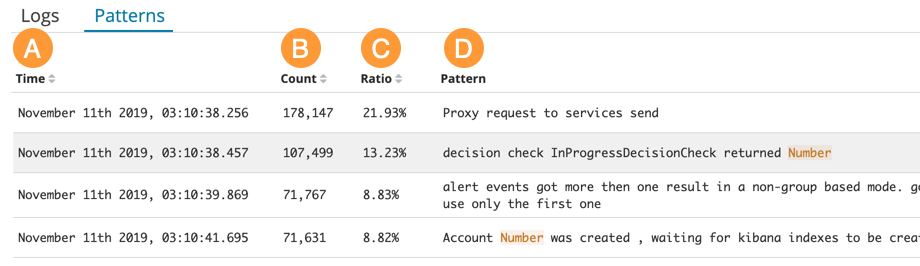 Logs Patterns
A B C D
Time Count Ratio Pattern
November 11th 2019, 03:10:38.256 178,147 21.93% Proxy request to services send
November 11th 2019, 03:10:38.457 107,499 13.23% decision check InProgressDecisionCheck returned Number
alert events got more then one result in a non-group based mode.
November 11th 2019, 03:10:39.869 71,767 8.83%
use only the first one
November 11th 2019, 03:10:41.695 71,631 8.82% Account Number was created , waiting for kibana indexes to be